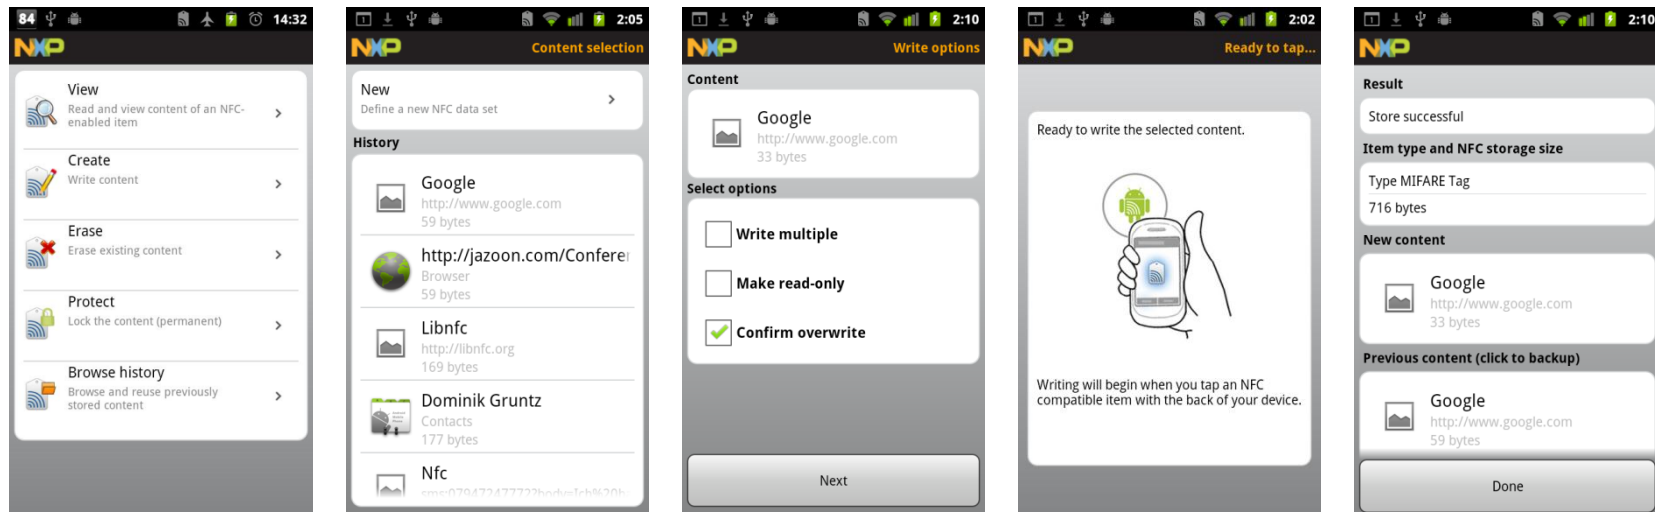 84
14:32
NXP
View
Read and view content of an NFC-
enabled item
Create
Write content
Erase
Erase existing content
Protect
Lock the content (permanent)
Browse history
Browse and reuse previously
stored content
2:05
NXP
Content selection
New
Define a new NFC data set
History
Google
http://www.google.com
59 bytes
http://jazoon.com/Conferer
Browser
59 bytes
Libnfc
http://libnfc.org
169 bytes
Dominik Gruntz
Contacts
177 bytes
Nfc
sms:0794724777?body=Ich%20b
2:10
NXP
Write options
Content
Google
http://www.google.com
33 bytes
Select options
Write multiple
Make read-only
Confirm overwrite
Next
2:02
NXP
Ready to tap...
Ready to write the selected content.
Writing will begin when you tap an NFC
compatible item with the back of your device.
2:10
NXP
Result
Store successful
Item type and NFC storage size
Type MIFARE Tag
716 bytes
New content
Google
http://www.google.com
33 bytes
Previous content (click to backup)
Google
http://www.google.com
59 bytes
Done